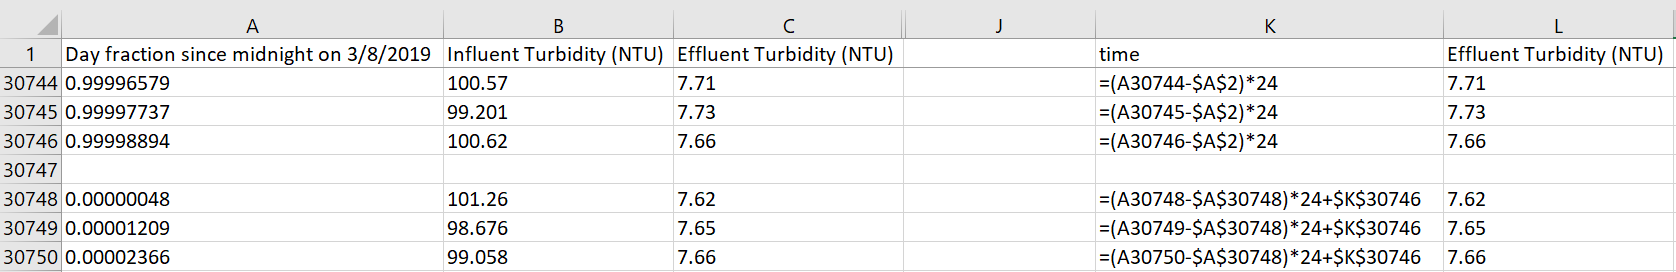 A B C J K L
1 Day fraction since midnight on 3/8/2019 Influent Turbidity (NTU) Effluent Turbidity (NTU) time Effluent Turbidity (NTU)
30744 0.99996579 100.57 7.71 =(A30744-$A$2)*24 7.71
30745 0.99997737 99.201 7.73 =(A30745-$A$2)*24 7.73
30746 0.99998894 100.62 7.66 =(A30746-$A$2)*24 7.66
30747
30748 0.00000048 101.26 7.62 =(A30748-$A$30748)*24+$K$30746 7.62
30749 0.00001209 98.676 7.65 =(A30749-$A$30748)*24+$K$30746 7.65
30750 0.00002366 99.058 7.66 =(A30750-$A$30748)*24+$K$30746 7.66